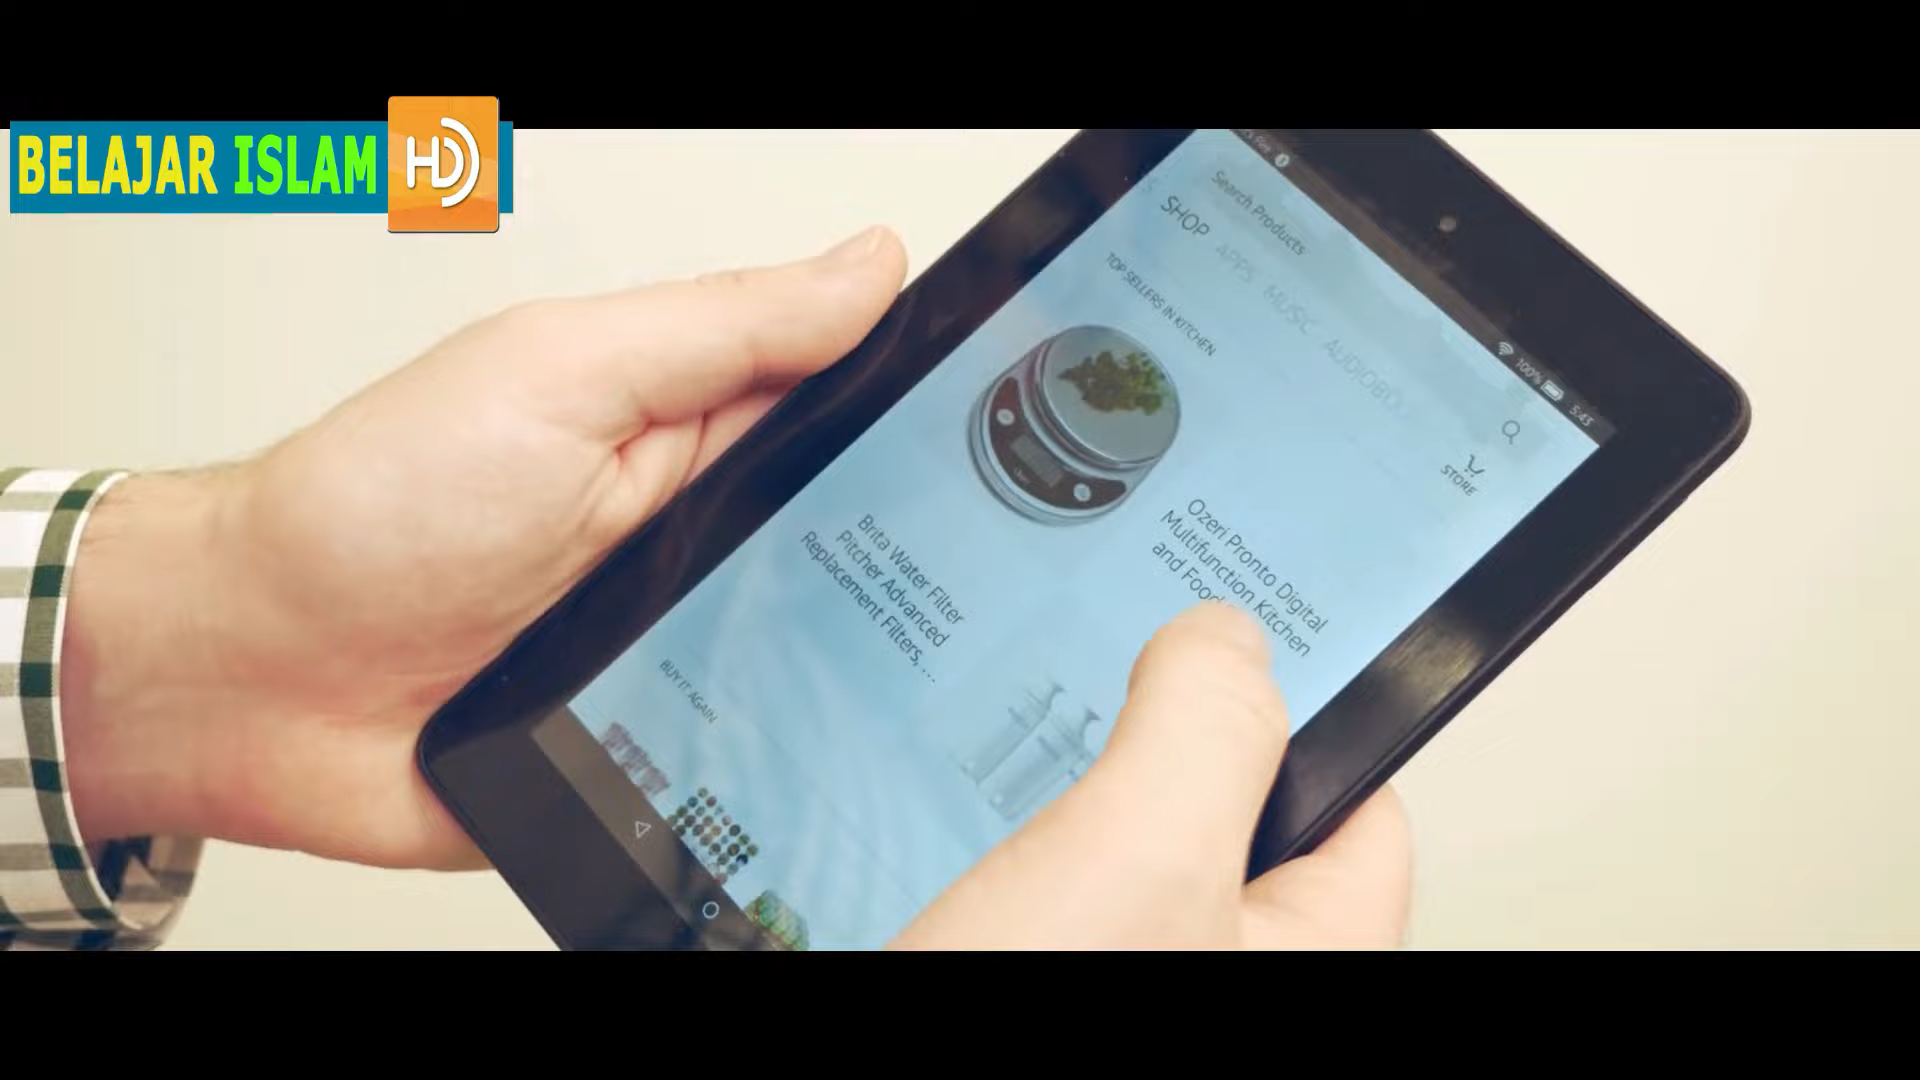 BELAJAR ISLAM HD
Search Products
SHOP APPS MUSIC
TOP SELLERS IN KITCHEN
100% 5:43
STORE
Ozeri Pronto Digital
Multifunction Kitchen
and Food
Brita Water Filter
Pitcher Advanced
Replacement Filters, ...
BUY IT AGAIN